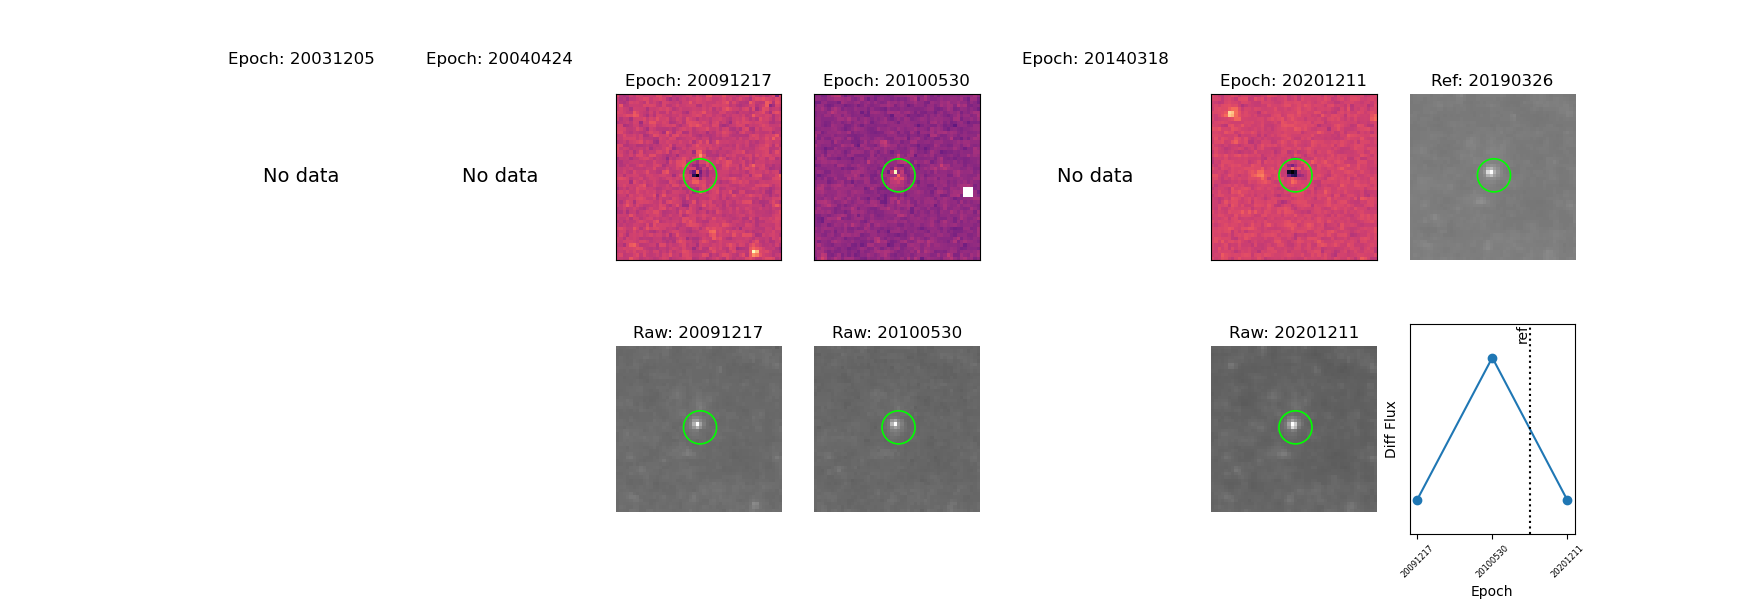 Epoch: 20031205
Epoch: 20040424
Epoch: 20091217
Epoch: 20100530
Epoch: 20140318
Epoch: 20201211
Ref: 20190326
No data
No data
No data
Raw: 20091217
Raw: 20100530
Raw: 20201211
ref
Diff Flux
20091217
20100530
20201211
Epoch